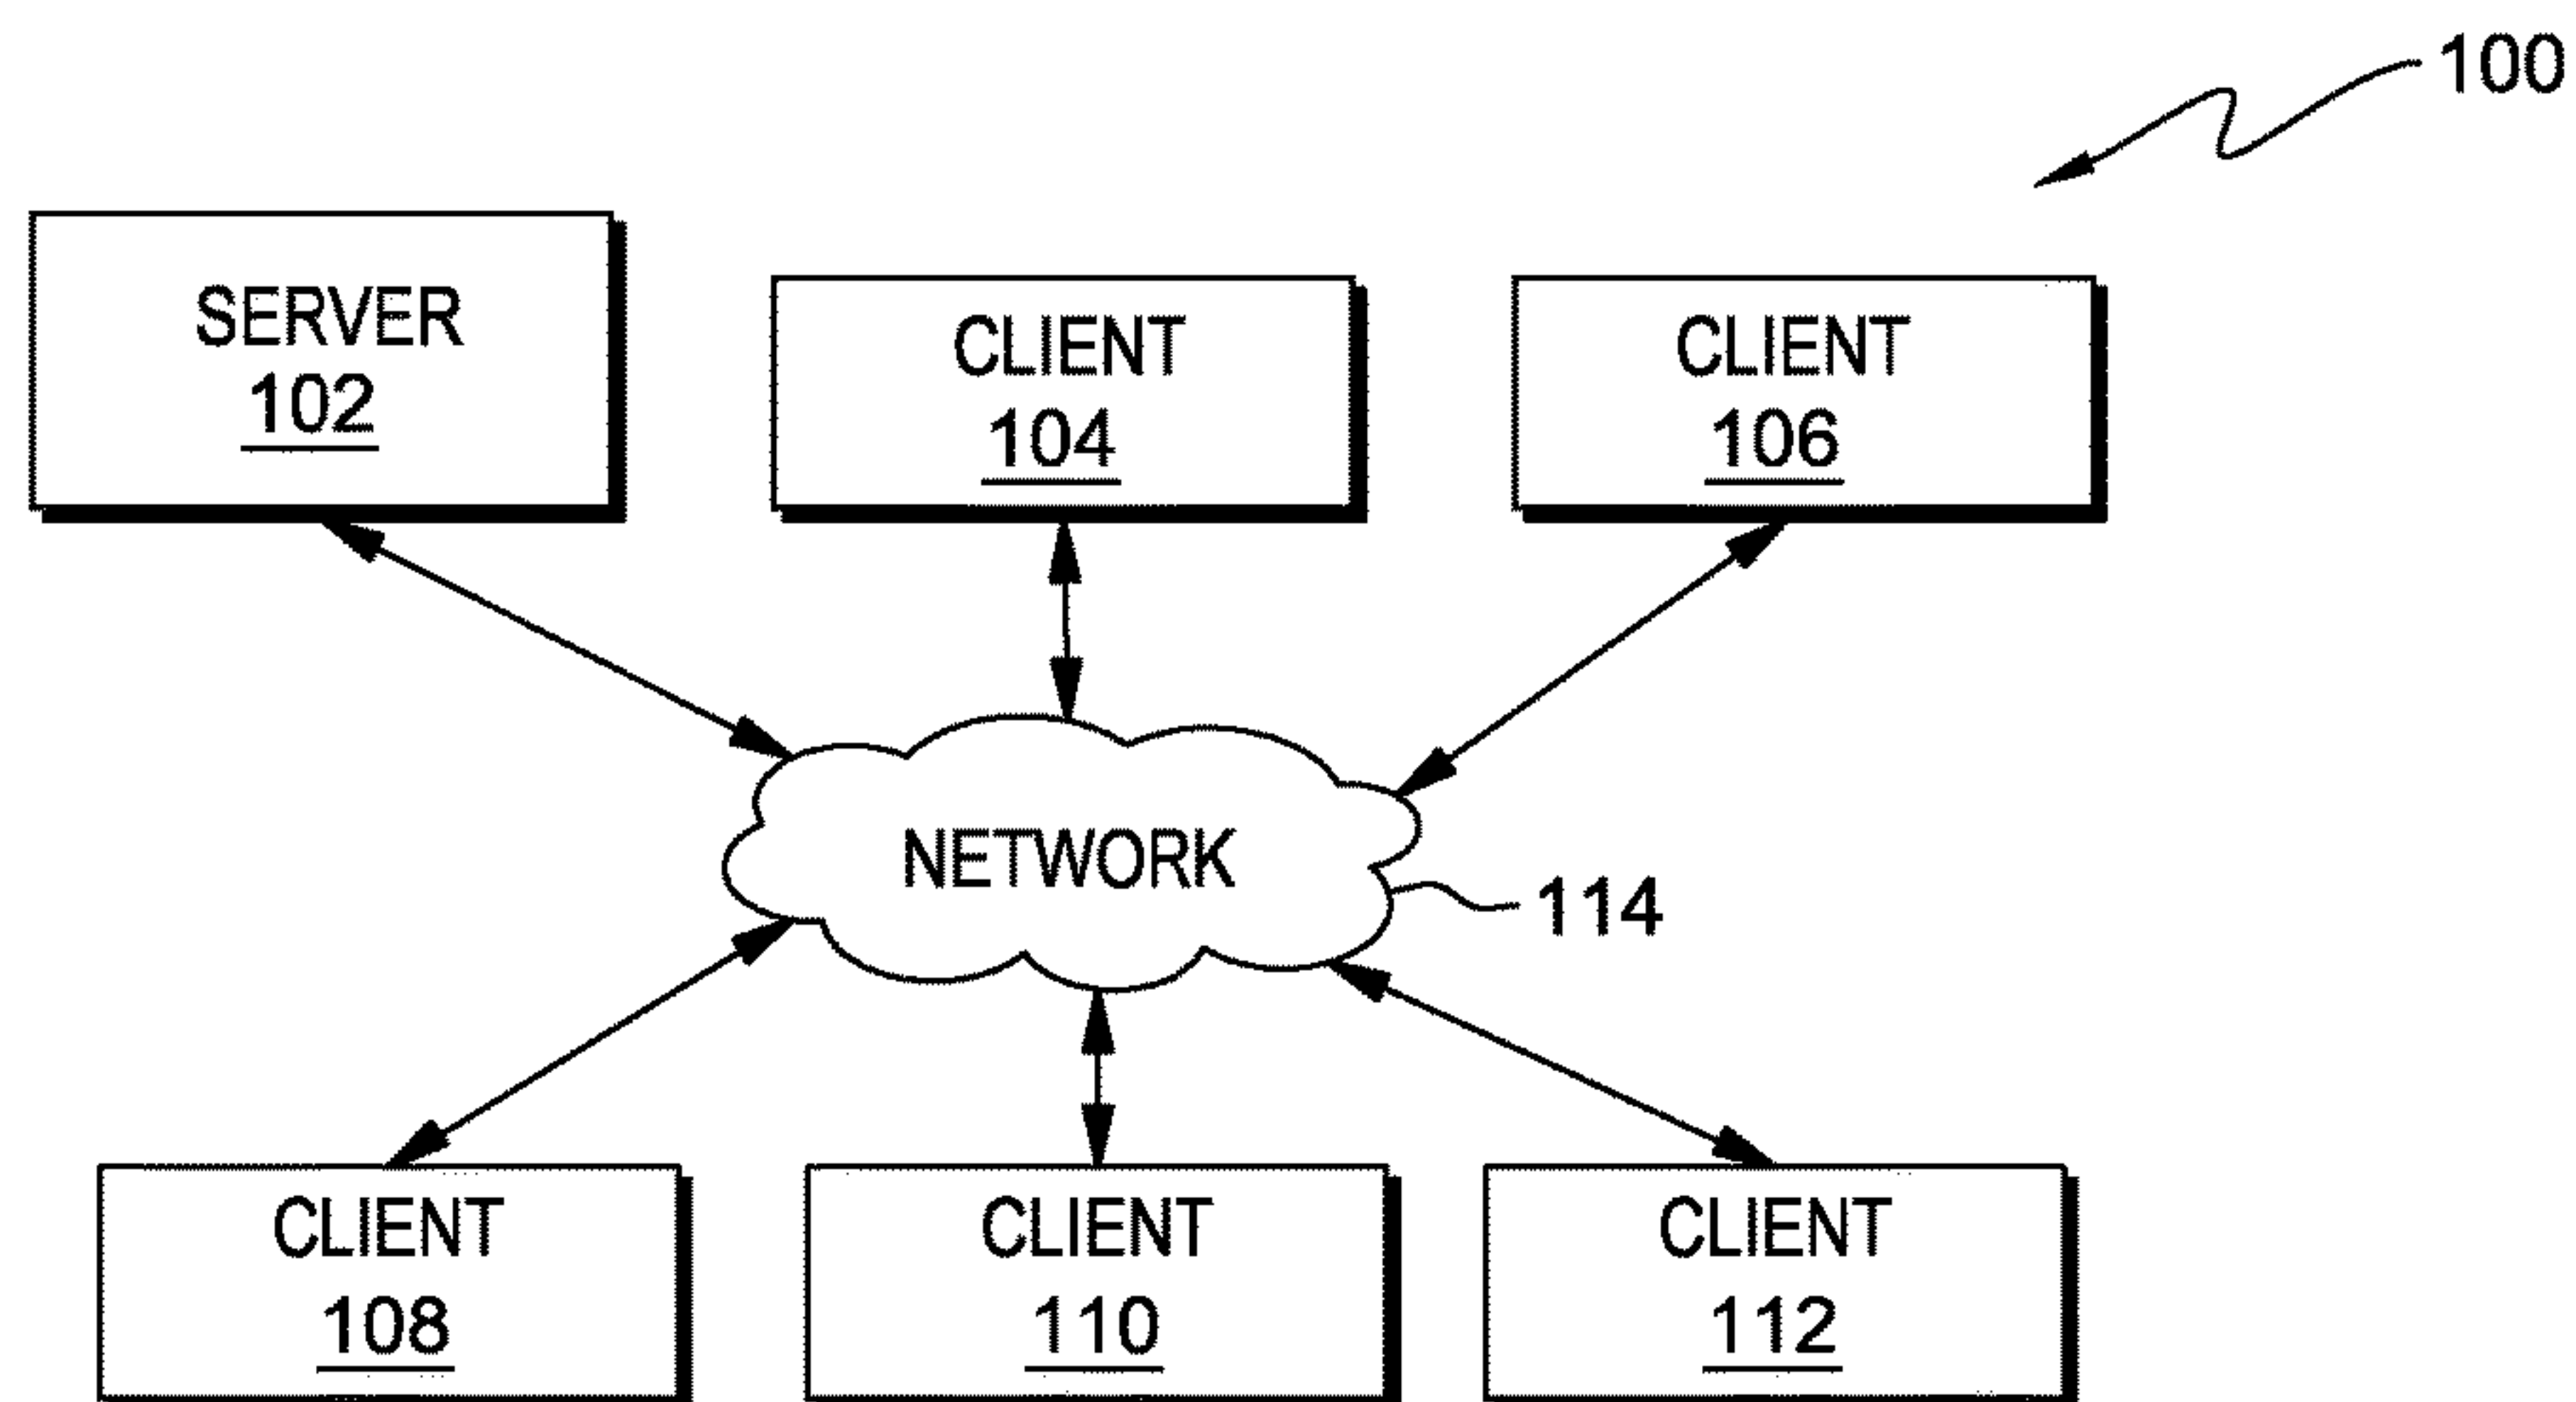 100
SERVER
102
CLIENT
104
CLIENT
106
NETWORK
114
CLIENT
108
CLIENT
110
CLIENT
112